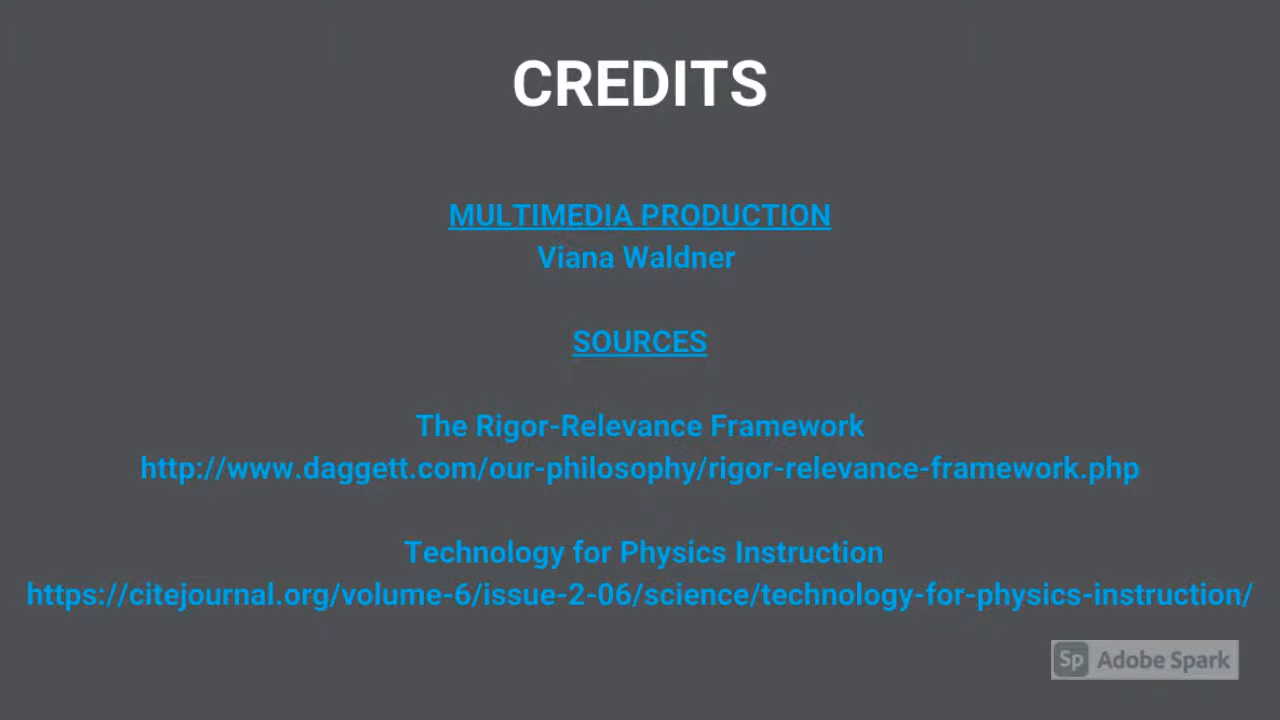 CREDITS
MULTIMEDIA PRODUCTION
Viana Waldner
SOURCES
The Rigor-Relevance Framework
http://www.daggett.com/our-philosophy/rigor-relevance-framework.php
Technology for Physics Instruction
https://citejournal.org/volume-6/issue-2-06/science/technology-for-physics-instruction/
Sp Adobe Spark